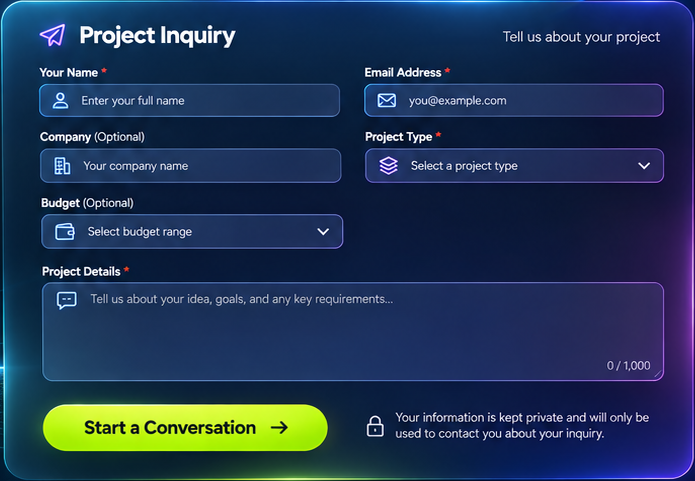 Project Inquiry
Tell us about your project
Your Name *
Email Address *
Enter your full name
you@example.com
Company (Optional)
Project Type *
Your company name
Select a project type
Budget (Optional)
Select budget range
Project Details *
Tell us about your idea, goals, and any key requirements...
0 / 1,000
Start a Conversation →
Your information is kept private and will only be
used to contact you about your inquiry.